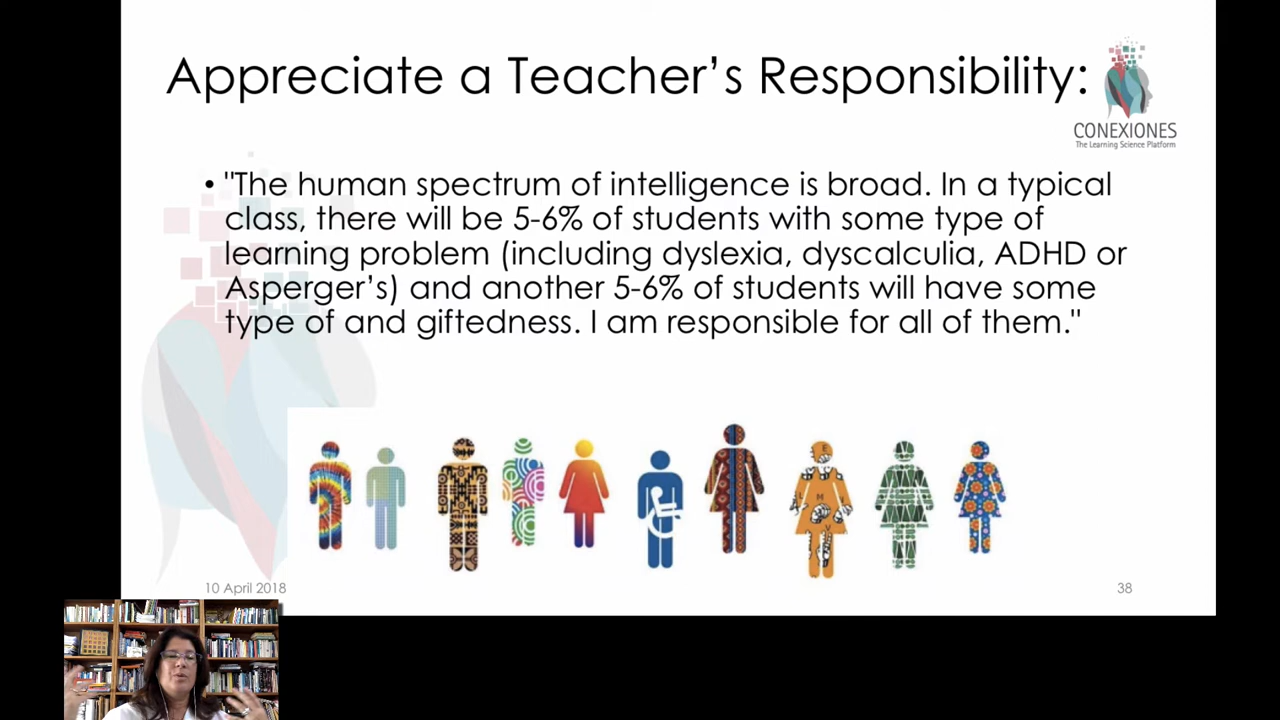 Appreciate a Teacher's Responsibility:
CONEXIONES
The Learning Science Platform
• "The human spectrum of intelligence is broad. In a typical
class, there will be 5-6% of students with some type of
learning problem (including dyslexia, dyscalculia, ADHD or
Asperger's) and another 5-6% of students will have some
type of and giftedness. I am responsible for all of them."
10 April 2018
38